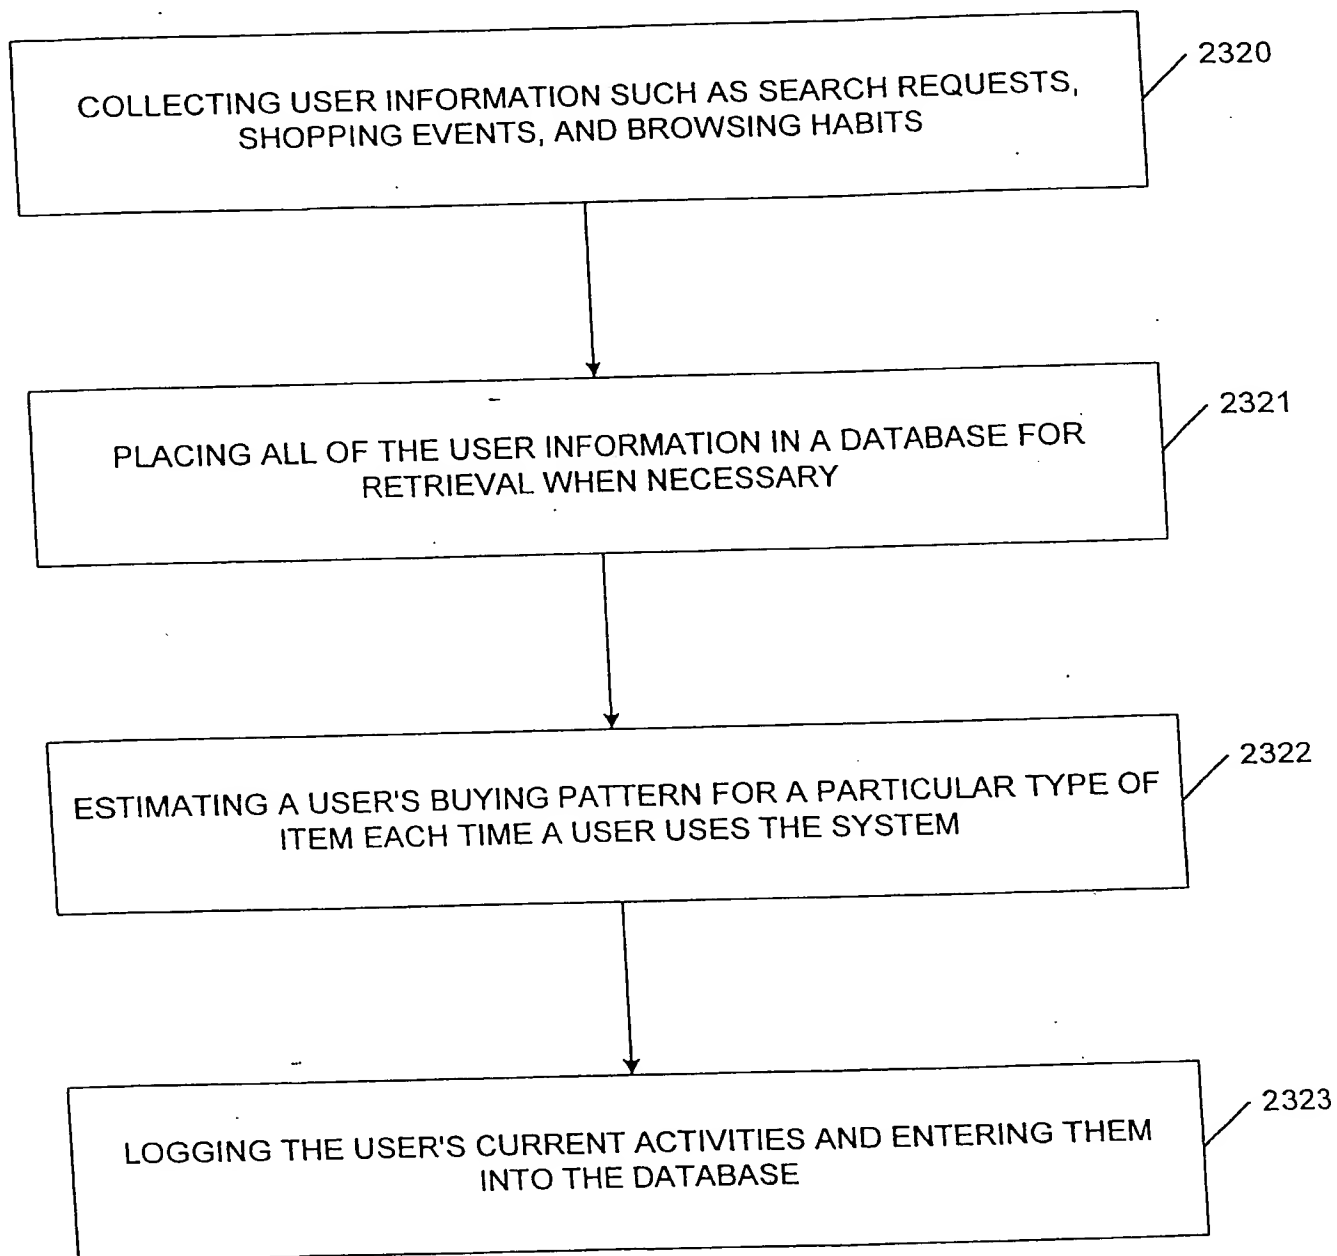 COLLECTING USER INFORMATION SUCH AS SEARCH REQUESTS,
SHOPPING EVENTS, AND BROWSING HABITS
2320
PLACING ALL OF THE USER INFORMATION IN A DATABASE FOR
RETRIEVAL WHEN NECESSARY
2321
ESTIMATING A USER'S BUYING PATTERN FOR A PARTICULAR TYPE OF
ITEM EACH TIME A USER USES THE SYSTEM
2322
LOGGING THE USER'S CURRENT ACTIVITIES AND ENTERING THEM
INTO THE DATABASE
2323